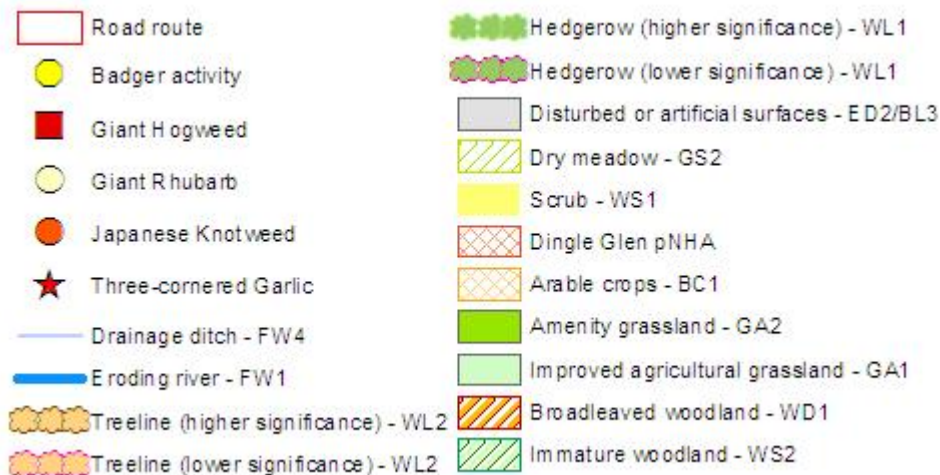 Road route
Badger activity
Giant Hogweed
Giant Rhubarb
Japanese Knotweed
Three-cornered Garlic
Drainage ditch - FW4
Eroding river - FW1
Treeline (higher significance) - WL2
Treeline (lower significance) - WL2
Hedgerow (higher significance) - WL1
Hedgerow (lower significance) - WL1
Disturbed or artificial surfaces - ED2/BL3
Dry meadow - GS2
Scrub - WS1
Dingle Glen pNHA
Arable crops - BC1
Amenity grassland - GA2
Improved agricultural grassland - GA1
Broadleaved woodland - WD1
Immature woodland - WS2